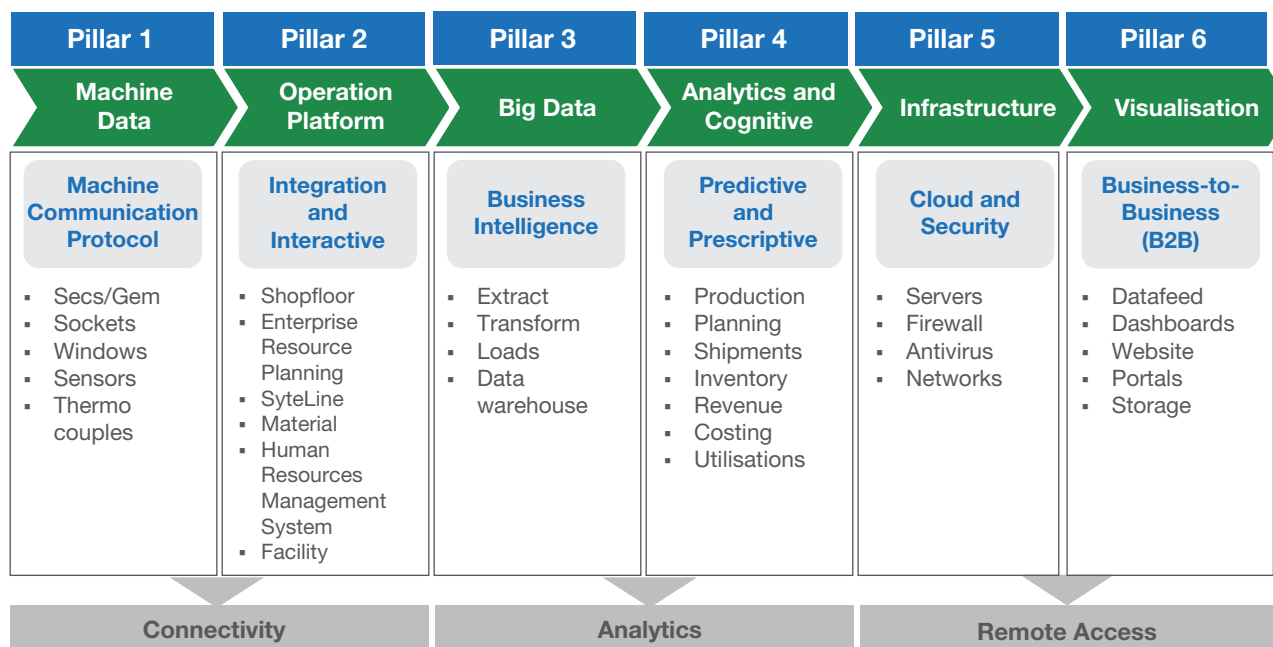 Pillar 1
Pillar 2
Pillar 3
Pillar 4
Pillar 5
Pillar 6
Machine
Data
Operation
Platform
Big Data
Analytics and
Cognitive
Infrastructure
Visualisation
Machine
Communication
Protocol
▪ Secs/Gem
▪ Sockets
▪ Windows
▪ Sensors
▪ Thermo
couples
Integration
and
Interactive
▪ Shopfloor
▪ Enterprise
Resource
Planning
▪ SyteLine
▪ Material
▪ Human
Resources
Management
System
▪ Facility
Business
Intelligence
▪ Extract
▪ Transform
▪ Loads
▪ Data
warehouse
Predictive
and
Prescriptive
▪ Production
▪ Planning
▪ Shipments
▪ Inventory
▪ Revenue
▪ Costing
▪ Utilisations
Cloud and
Security
▪ Servers
▪ Firewall
▪ Antivirus
▪ Networks
Business-to-
Business
(B2B)
▪ Datafeed
▪ Dashboards
▪ Website
▪ Portals
▪ Storage
Connectivity
Analytics
Remote Access